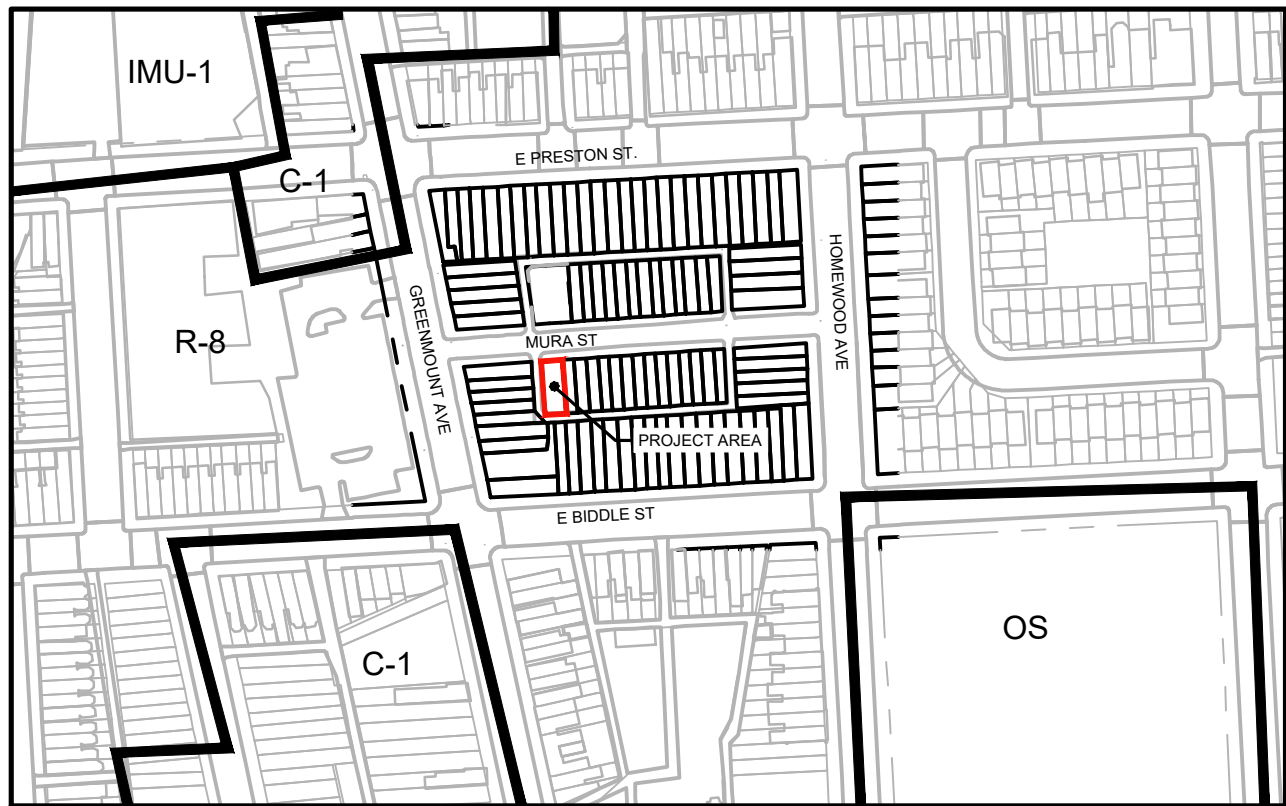 IMU-1
E PRESTON ST.
C-1
HOMEWOOD AVE
GREENMOUNT AVE
R-8
MURA ST
PROJECT AREA
E BIDDLE ST
OS
C-1